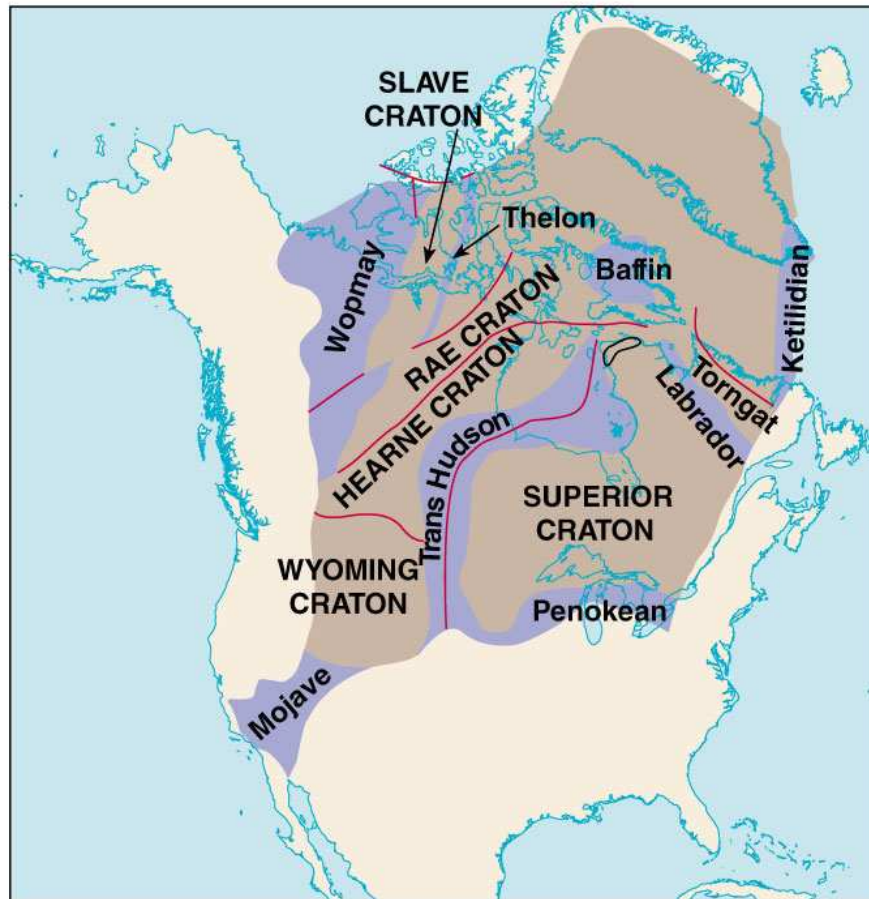 SLAVE
CRATON
Thelon
Wopmay
Baffin
Ketilidian
RAE CRATON
HEARNE CRATON
Torngat
Labrador
Trans Hudson
SUPERIOR
CRATON
WYOMING
CRATON
Penokean
Mojave